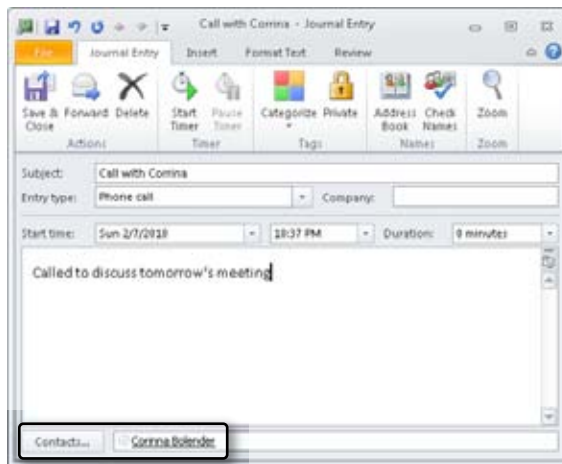 Call with Corrina - Journal Entry
File Journal Entry Insert Format Text Review
Save & Close Forward Delete Start Timer Pause Timer Categorize Private Address Book Check Names Zoom
Actions Timer Tags Names Zoom
Subject: Call with Corrina
Entry type: Phone call Company:
Start time: Sun 2/7/2010 10:37 PM Duration: 0 minutes
Called to discuss tomorrow's meeting
Contacts... Corrina Bolender